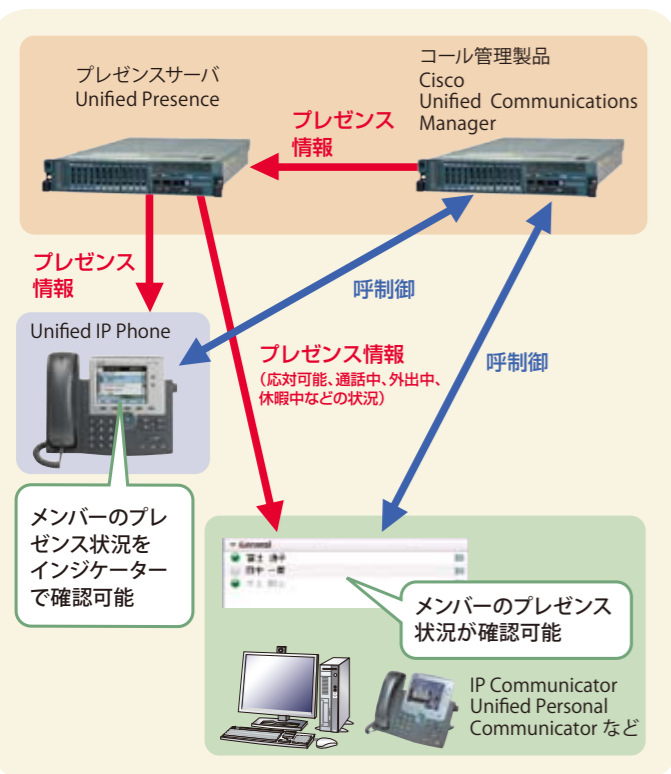 プレゼンスサーバ
Unified Presence
コール管理製品
Cisco
Unified Communications
Manager
プレゼンス
情報
プレゼンス
情報
呼制御
Unified IP Phone
プレゼンス情報
(応対可能、通話中、外出中、
休暇中などの状況)
呼制御
メンバーのプレ
ゼンス状況を
インジケーター
で確認可能
General
メンバーのプレゼンス
状況が確認可能
IP Communicator
Unified Personal
Communicator など